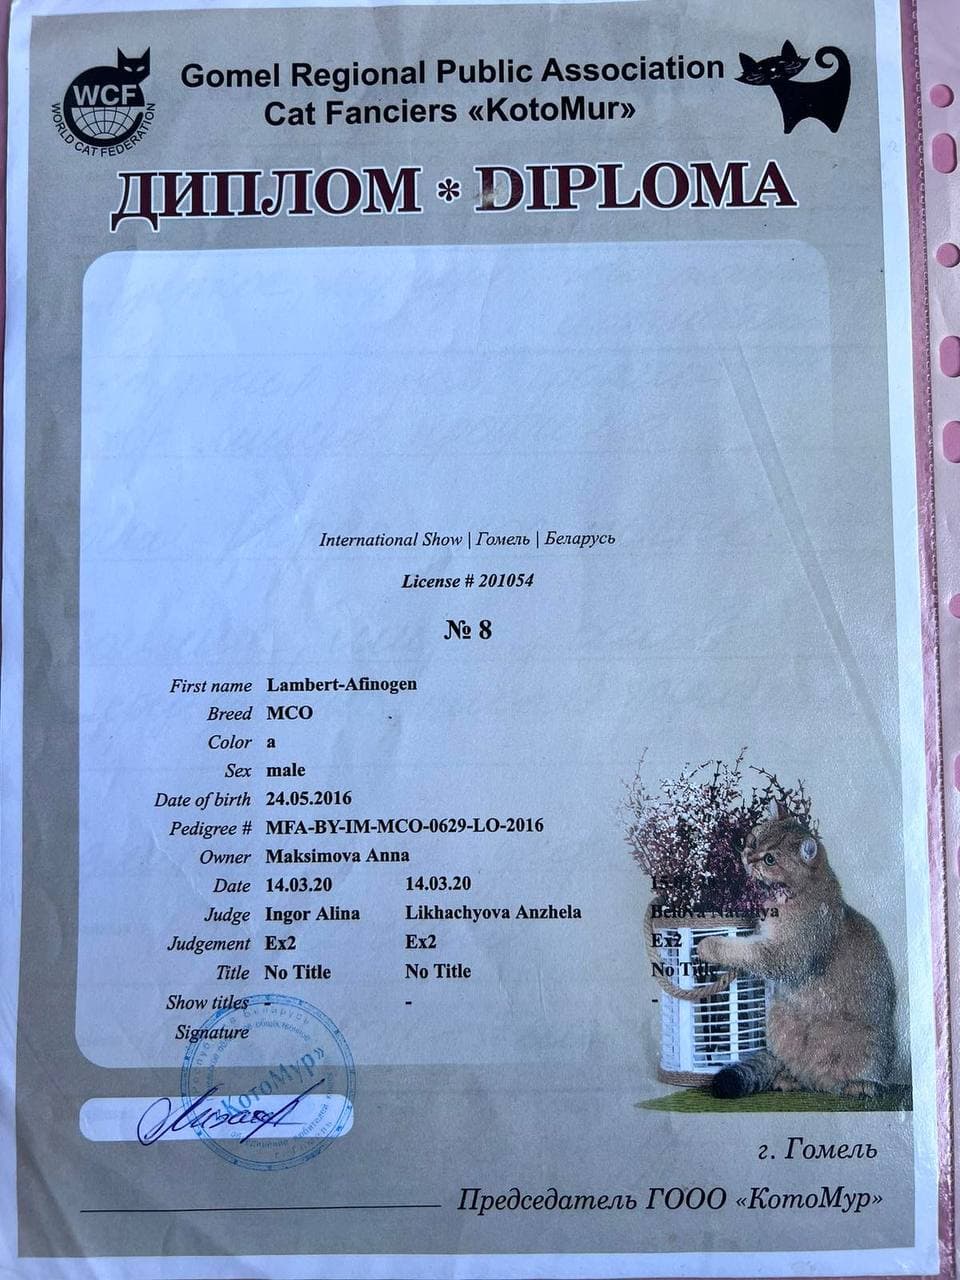 WCF
WORLD CAT FEDERATION
Gomel Regional Public Association
Cat Fanciers «KotoMur»
ДИПЛОМ * DIPLOMA
International Show | Гомель | Беларусь
License # 201054
№ 8
First name Lambert-Afinogen
Breed MCO
Color a
Sex male
Date of birth 24.05.2016
Pedigree # MFA-BY-IM-MCO-0629-LO-2016
Owner Maksimova Anna
Date 14.03.20 14.03.20
Judge Ingor Alina Likhachyova Anzhela Belova Nataliya
Judgement Ex2 Ex2 Ex2
Title No Title No Title No Title
Show titles - - -
Signature
«КотоМур»
г. Гомель
Председатель ГООО «КотоМур»